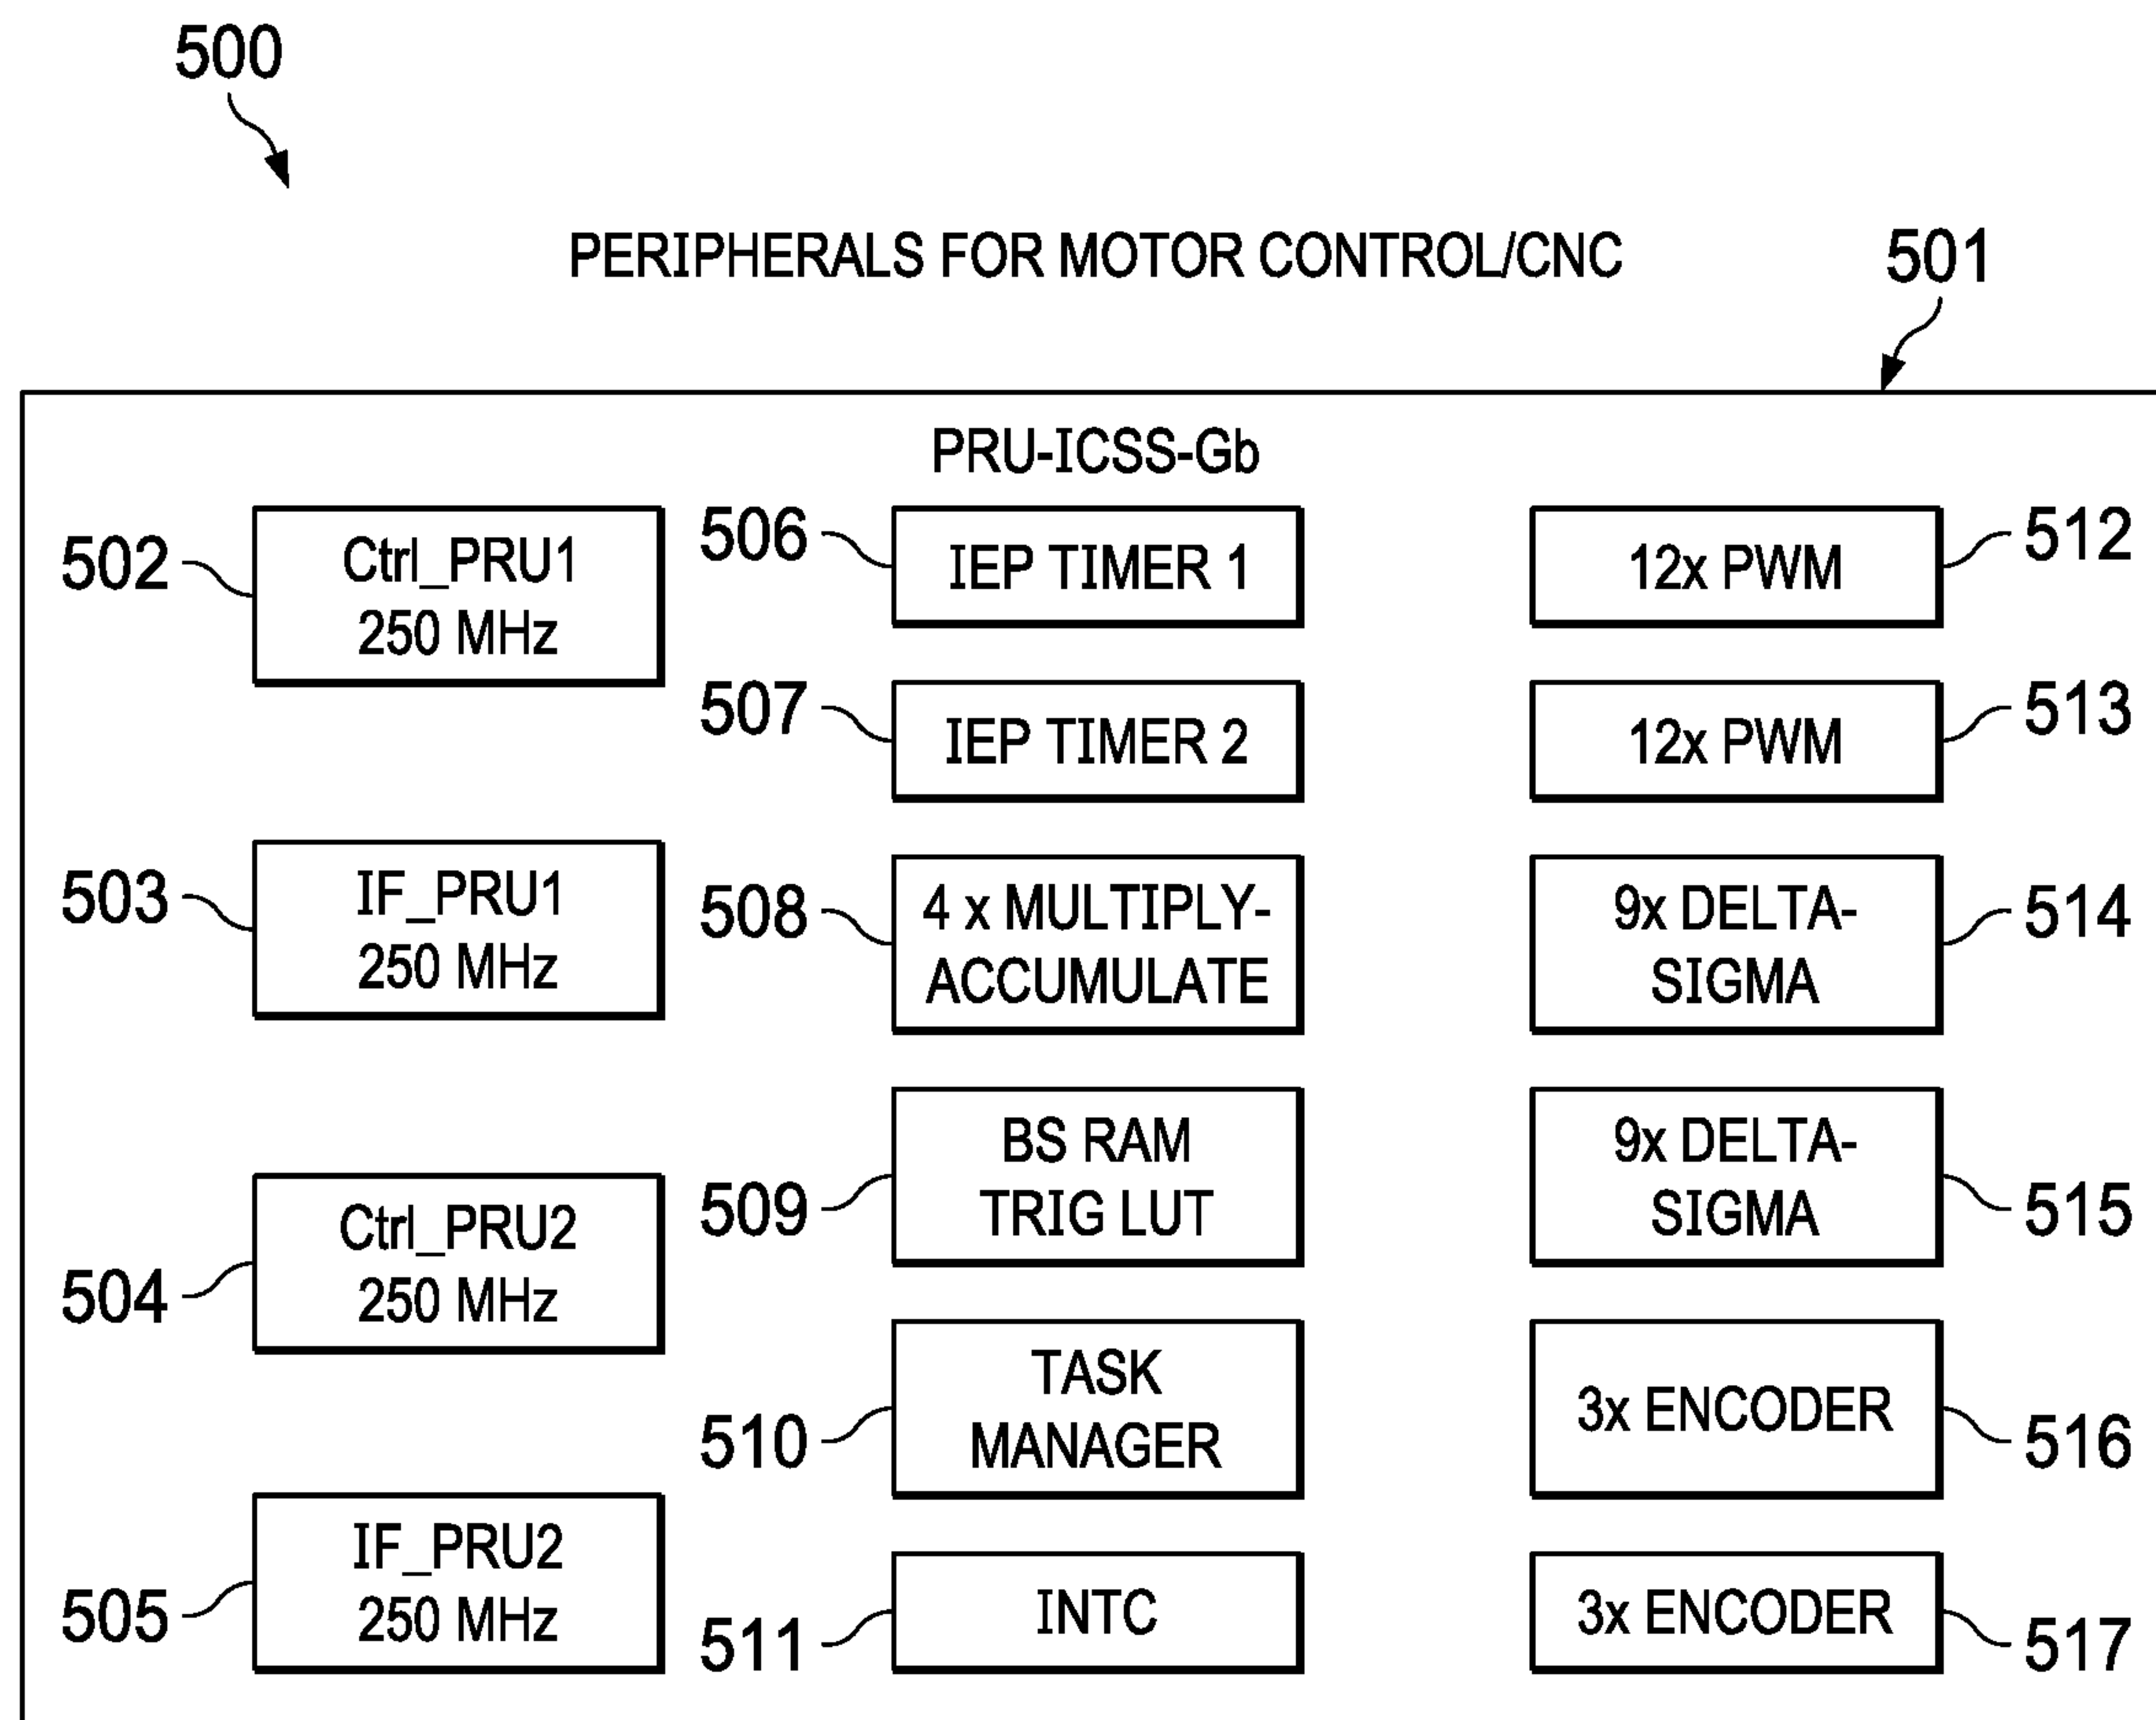 500
PERIPHERALS FOR MOTOR CONTROL/CNC
501
PRU-ICSS-Gb
502
Ctrl_PRU1
250 MHz
503
IF_PRU1
250 MHz
504
Ctrl_PRU2
250 MHz
505
IF_PRU2
250 MHz
506
IEP TIMER 1
507
IEP TIMER 2
508
4 x MULTIPLY-
ACCUMULATE
509
BS RAM
TRIG LUT
510
TASK
MANAGER
511
INTC
12x PWM
512
12x PWM
513
9x DELTA-
SIGMA
514
9x DELTA-
SIGMA
515
3x ENCODER
516
3x ENCODER
517